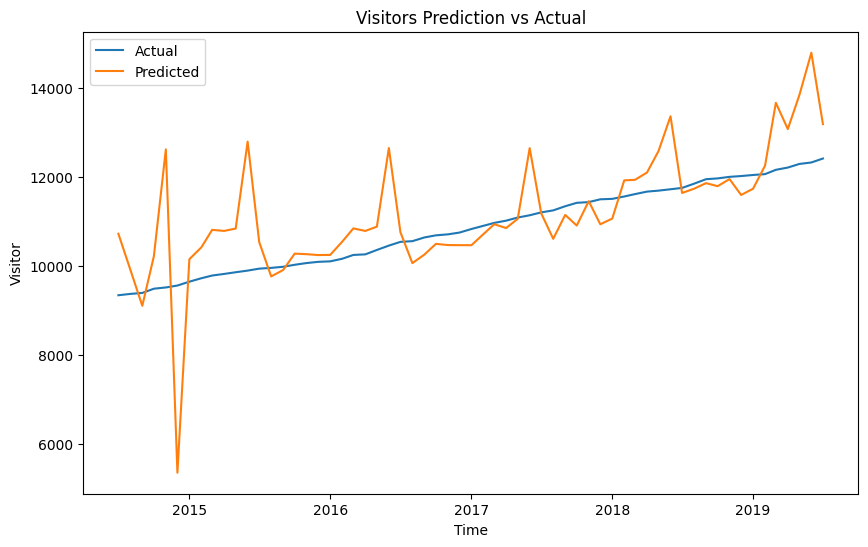 Visitors Prediction vs Actual
Actual
Predicted
14000
12000
10000
8000
6000
Visitor
2015 2016 2017 2018 2019
Time